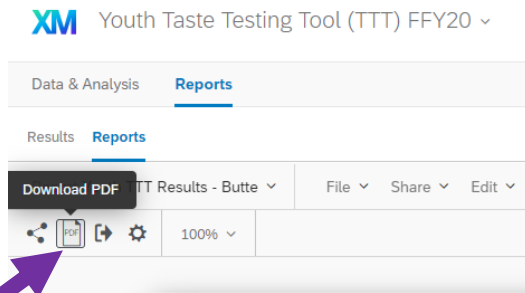 XM Youth Taste Testing Tool (TTT) FFY20
Data & Analysis Reports
Results Reports
Download PDF TTT Results - Butte File Share Edit
PDF 100%